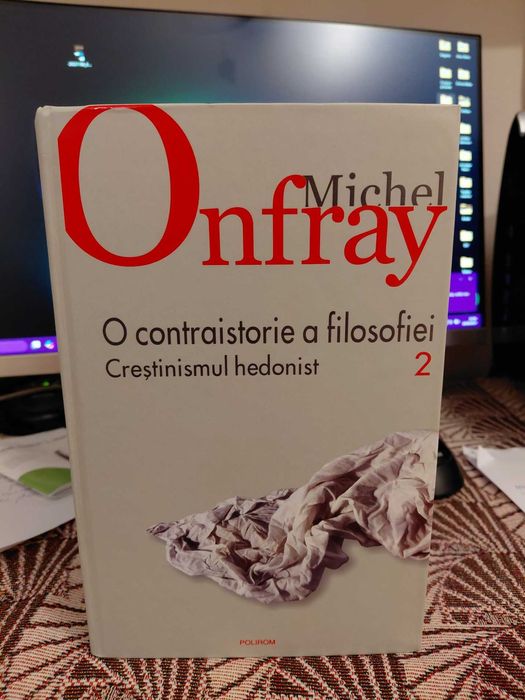 Michel
Onfray
O contraistorie a filosofiei
Creștinismul hedonist 2
POLIROM